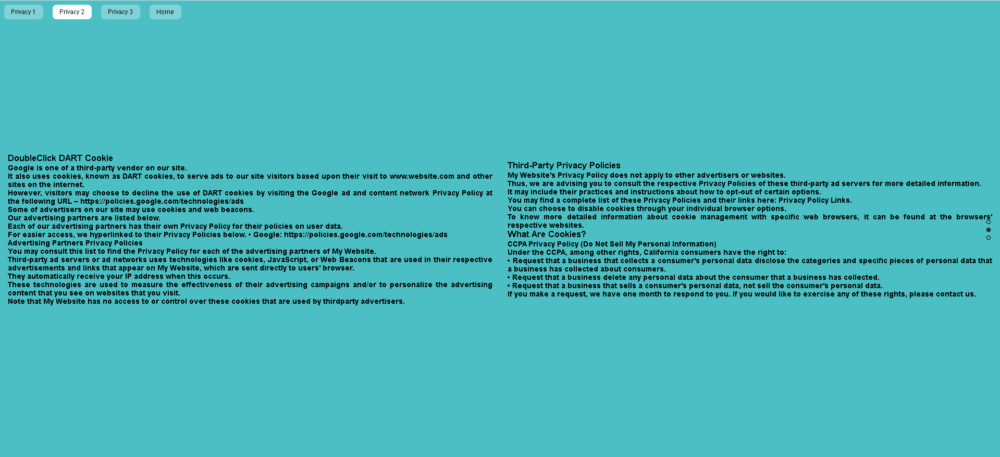 Privacy 1
Privacy 2
Privacy 3
Home
DoubleClick DART Cookie
Google is one of a third-party vendor on our site.
It also uses cookies, known as DART cookies, to serve ads to our site visitors based upon their visit to www.website.com and other
sites on the internet.
However, visitors may choose to decline the use of DART cookies by visiting the Google ad and content network Privacy Policy at
the following URL – https://policies.google.com/technologies/ads
Some of advertisers on our site may use cookies and web beacons.
Our advertising partners are listed below.
Each of our advertising partners has their own Privacy Policy for their policies on user data.
For easier access, we hyperlinked to their Privacy Policies below. • Google: https://policies.google.com/technologies/ads
Advertising Partners Privacy Policies
You may consult this list to find the Privacy Policy for each of the advertising partners of My Website.
Third-party ad servers or ad networks uses technologies like cookies, JavaScript, or Web Beacons that are used in their respective
advertisements and links that appear on My Website, which are sent directly to users' browser.
They automatically receive your IP address when this occurs.
These technologies are used to measure the effectiveness of their advertising campaigns and/or to personalize the advertising
content that you see on websites that you visit.
Note that My Website has no access to or control over these cookies that are used by thirdparty advertisers.
Third-Party Privacy Policies
My Website's Privacy Policy does not apply to other advertisers or websites.
Thus, we are advising you to consult the respective Privacy Policies of these third-party ad servers for more detailed information.
It may include their practices and instructions about how to opt-out of certain options.
You may find a complete list of these Privacy Policies and their links here: Privacy Policy Links.
You can choose to disable cookies through your individual browser options.
To know more detailed information about cookie management with specific web browsers, it can be found at the browsers'
respective websites.
What Are Cookies?
CCPA Privacy Policy (Do Not Sell My Personal Information)
Under the CCPA, among other rights, California consumers have the right to:
• Request that a business that collects a consumer's personal data disclose the categories and specific pieces of personal data that
a business has collected about consumers.
• Request that a business delete any personal data about the consumer that a business has collected.
• Request that a business that sells a consumer's personal data, not sell the consumer's personal data.
If you make a request, we have one month to respond to you. If you would like to exercise any of these rights, please contact us.